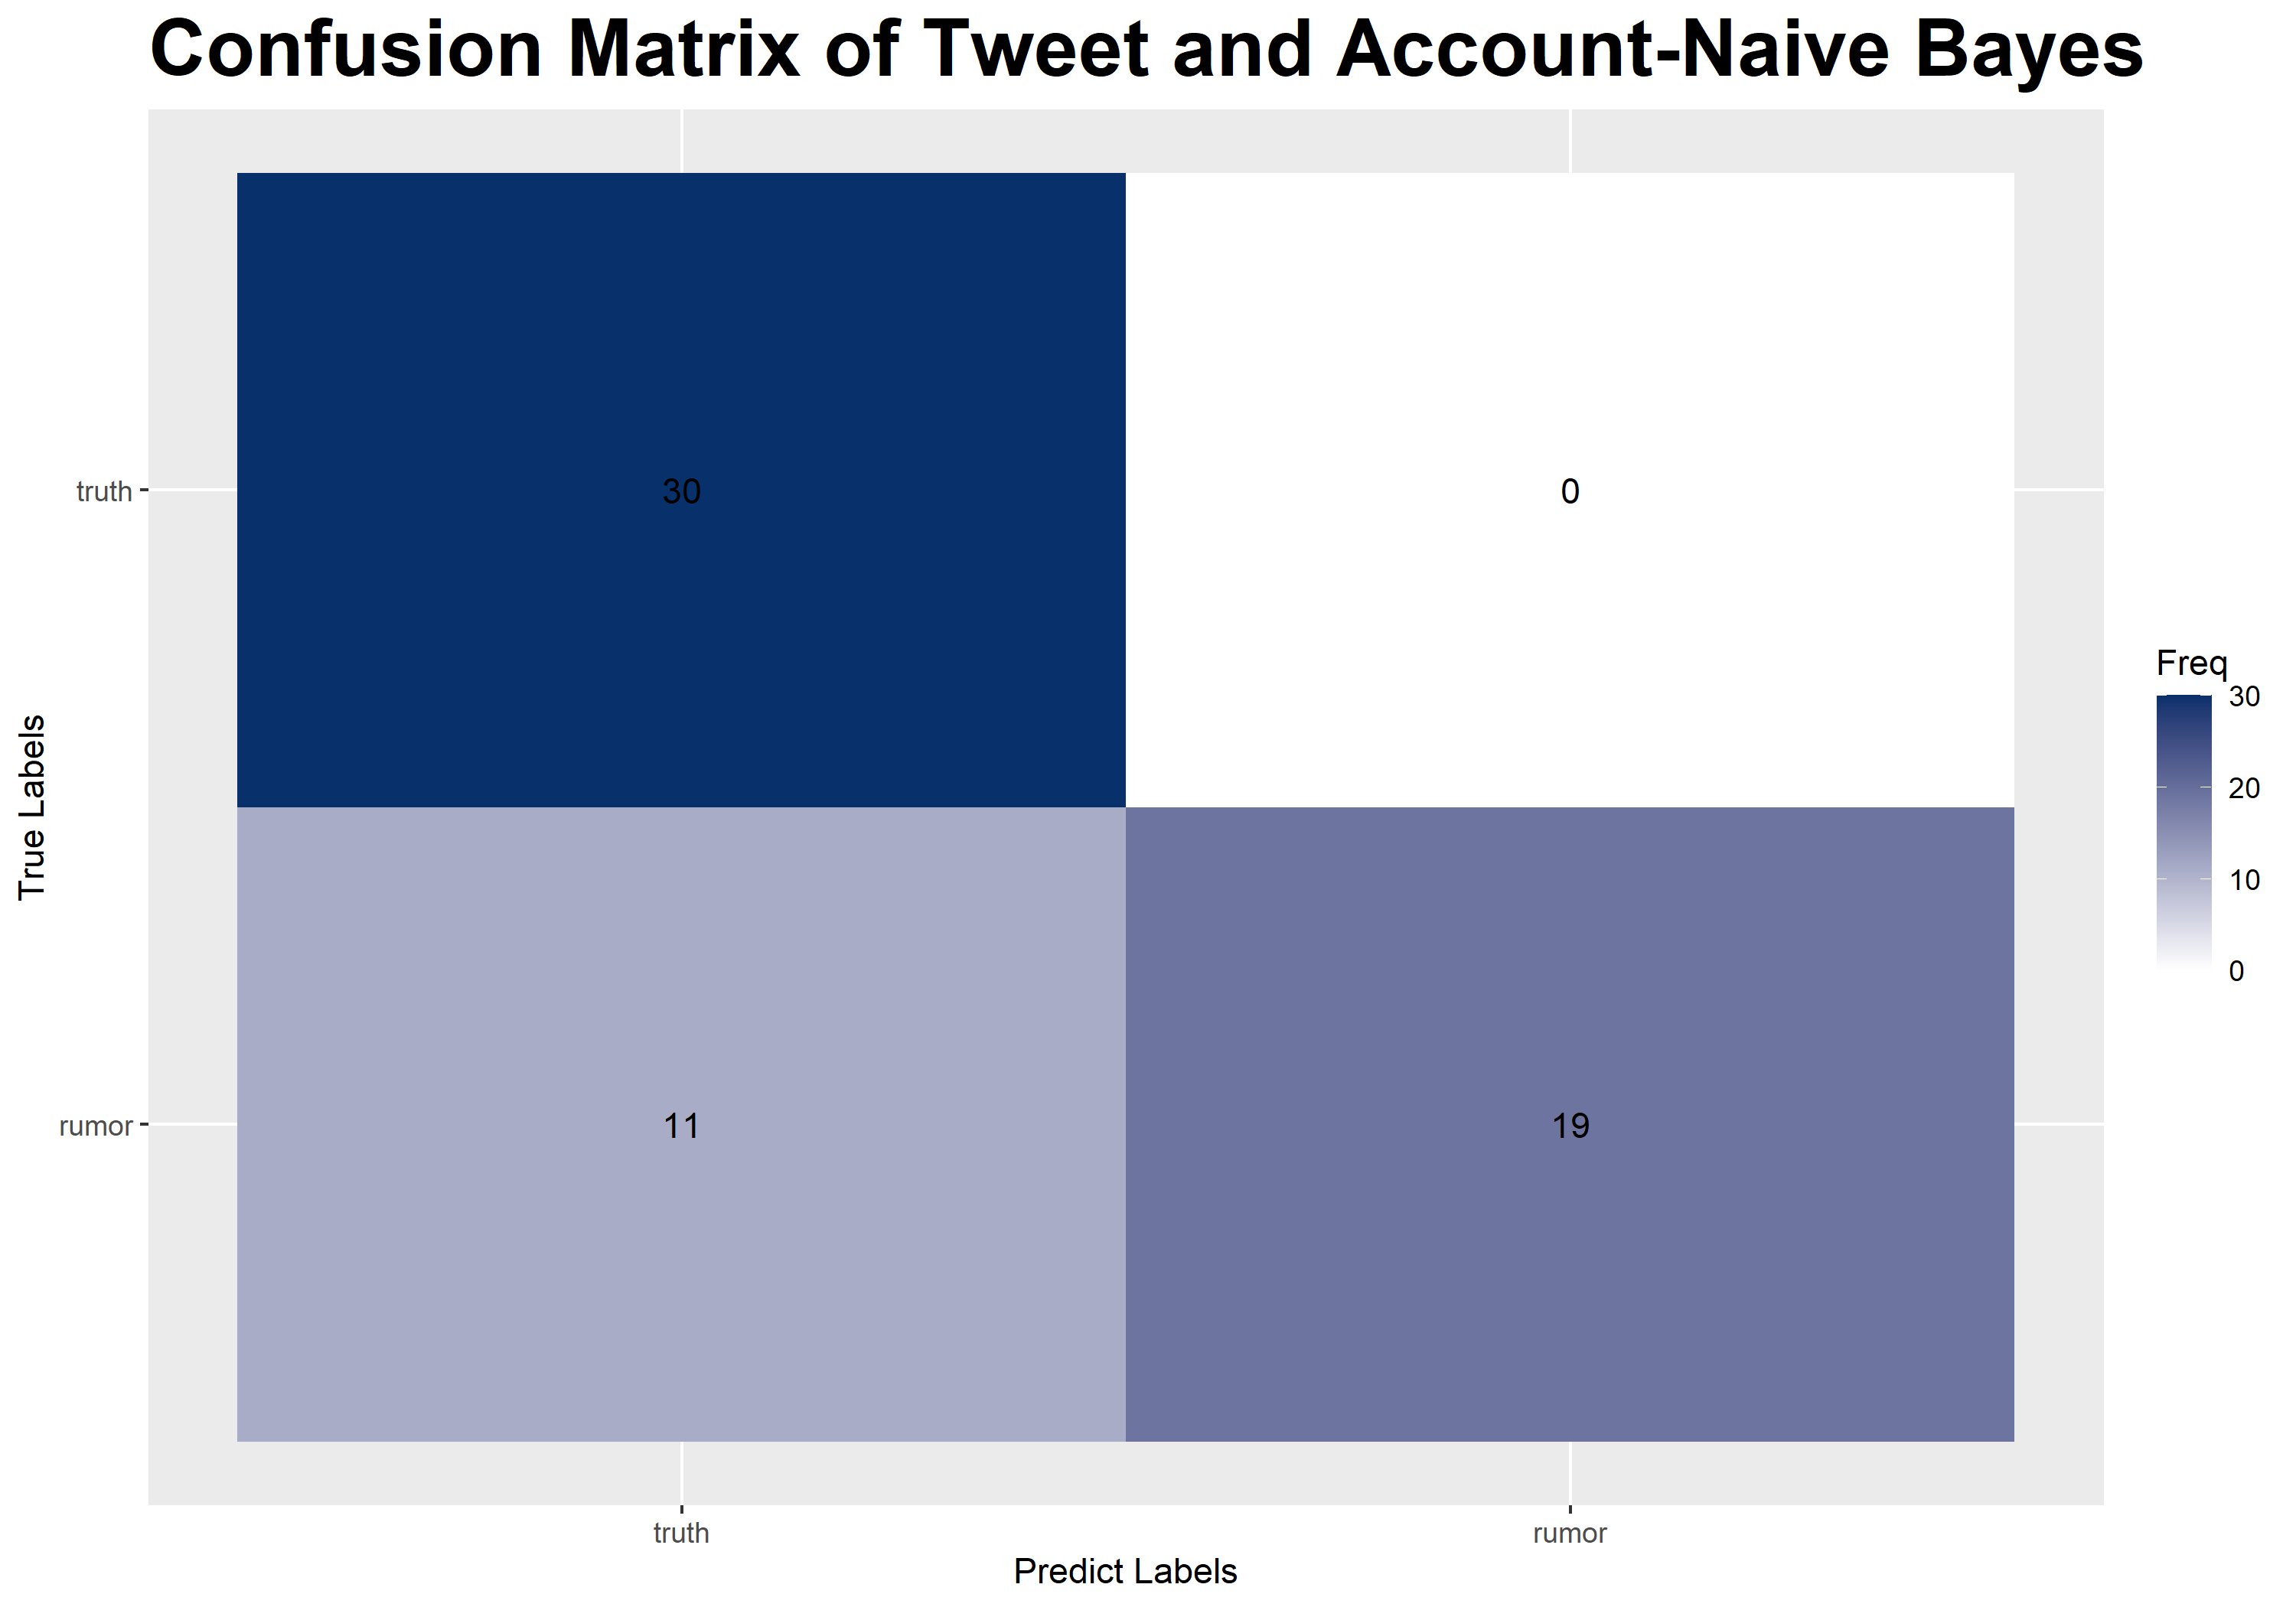 Confusion Matrix of Tweet and Account-Naive Bayes
truth
30
0
True Labels
rumor
11
19
truth
rumor
Predict Labels
Freq
30
20
10
0